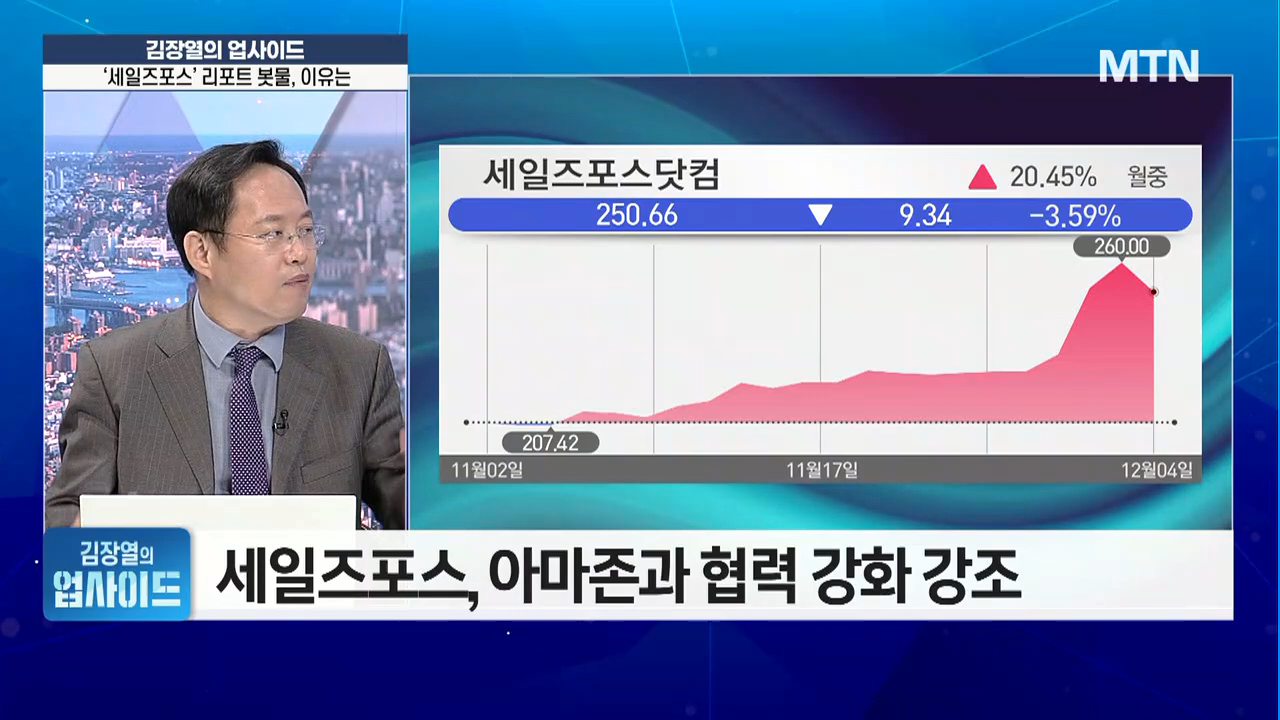 김장열의 업사이드
‘세일즈포스’ 리포트 봇물, 이유는
MTN
세일즈포스닷컴
▲ 20.45% 월중
250.66 ▼ 9.34 -3.59%
260.00
207.42
11월02일 11월17일 12월04일
김장열의
업사이드
세일즈포스, 아마존과 협력 강화 강조